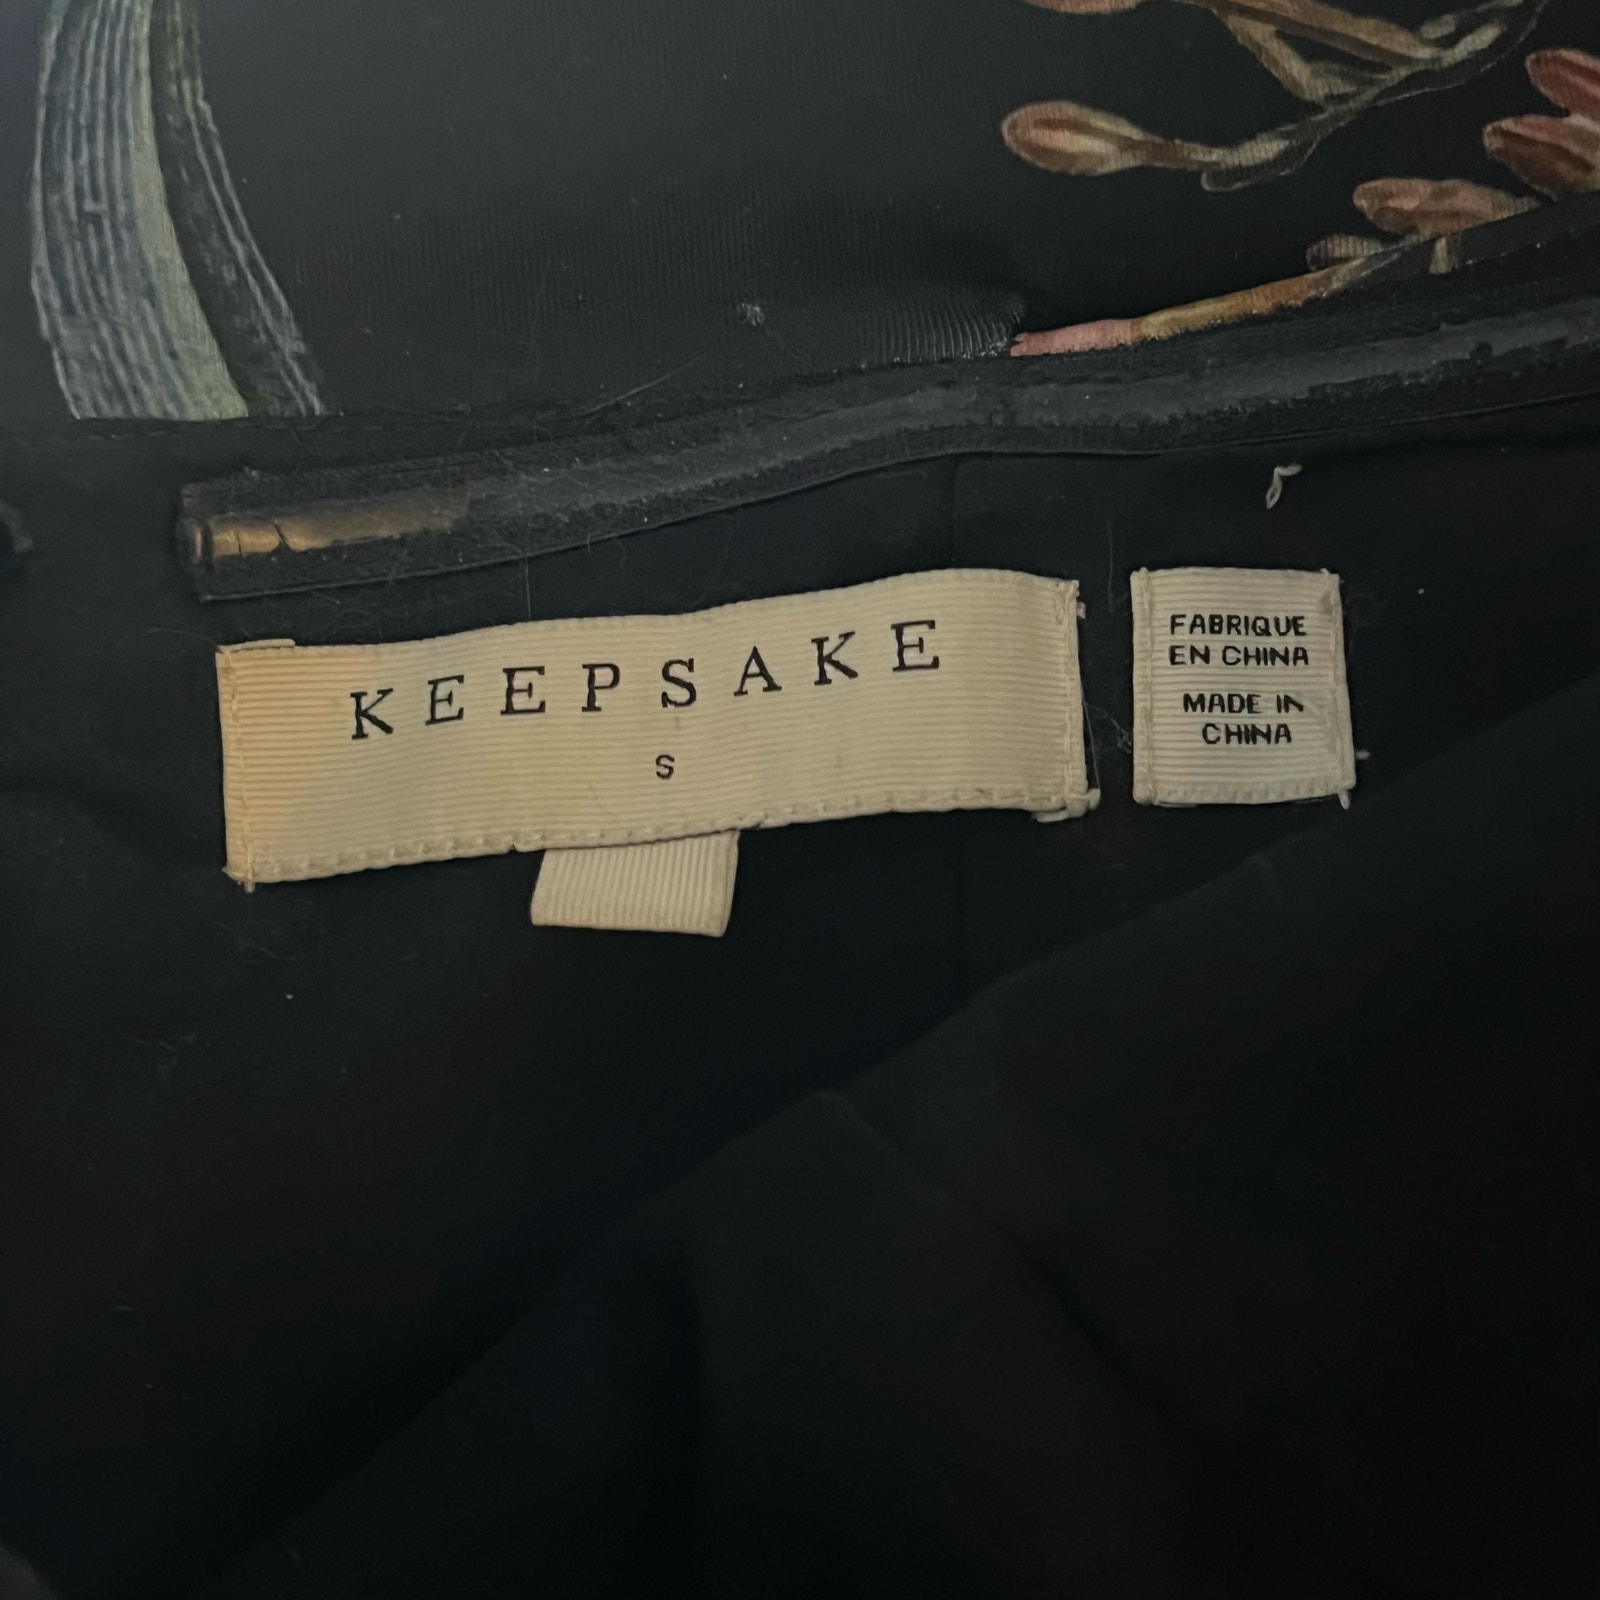 KEEPSAKE
S
FABRIQUE
EN CHINA
MADE IN
CHINA